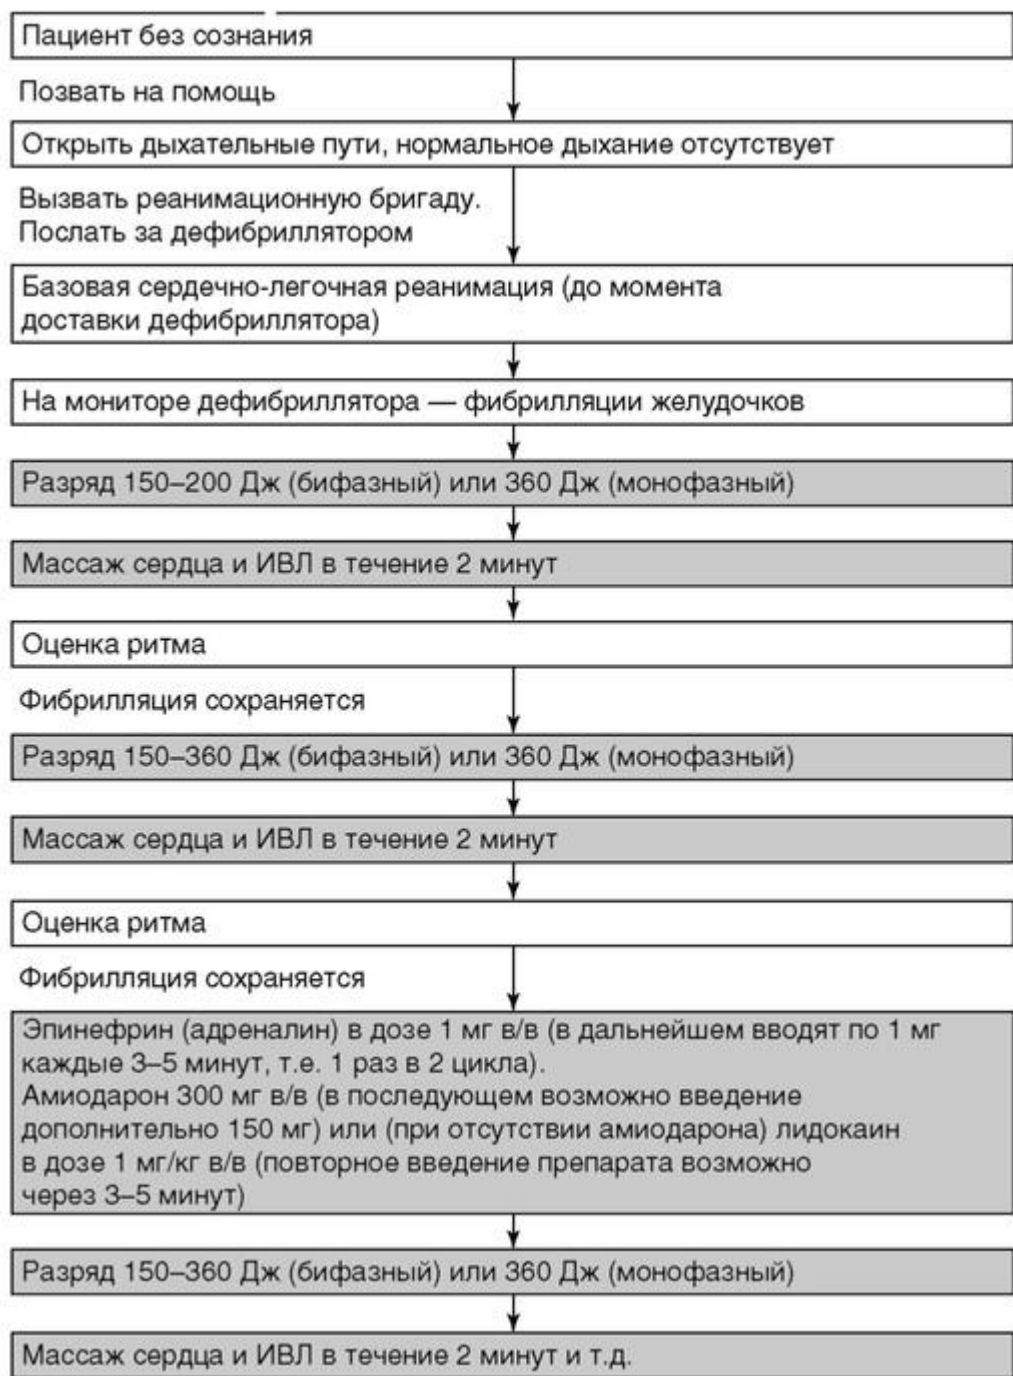 Пациент без сознания
Позвать на помощь
Открыть дыхательные пути, нормальное дыхание отсутствует
Вызвать реанимационную бригаду.
Послать за дефибриллятором
Базовая сердечно-легочная реанимация (до момента
доставки дефибриллятора)
На мониторе дефибриллятора — фибрилляции желудочков
Разряд 150–200 Дж (бифазный) или 360 Дж (монофазный)
Массаж сердца и ИВЛ в течение 2 минут
Оценка ритма
Фибрилляция сохраняется
Разряд 150–360 Дж (бифазный) или 360 Дж (монофазный)
Массаж сердца и ИВЛ в течение 2 минут
Оценка ритма
Фибрилляция сохраняется
Эпинефрин (адреналин) в дозе 1 мг в/в (в дальнейшем вводят по 1 мг
каждые 3–5 минут, т.е. 1 раз в 2 цикла).
Амиодарон 300 мг в/в (в последующем возможно введение
дополнительно 150 мг) или (при отсутствии амиодарона) лидокаин
в дозе 1 мг/кг в/в (повторное введение препарата возможно
через 3–5 минут)
Разряд 150–360 Дж (бифазный) или 360 Дж (монофазный)
Массаж сердца и ИВЛ в течение 2 минут и т.д.